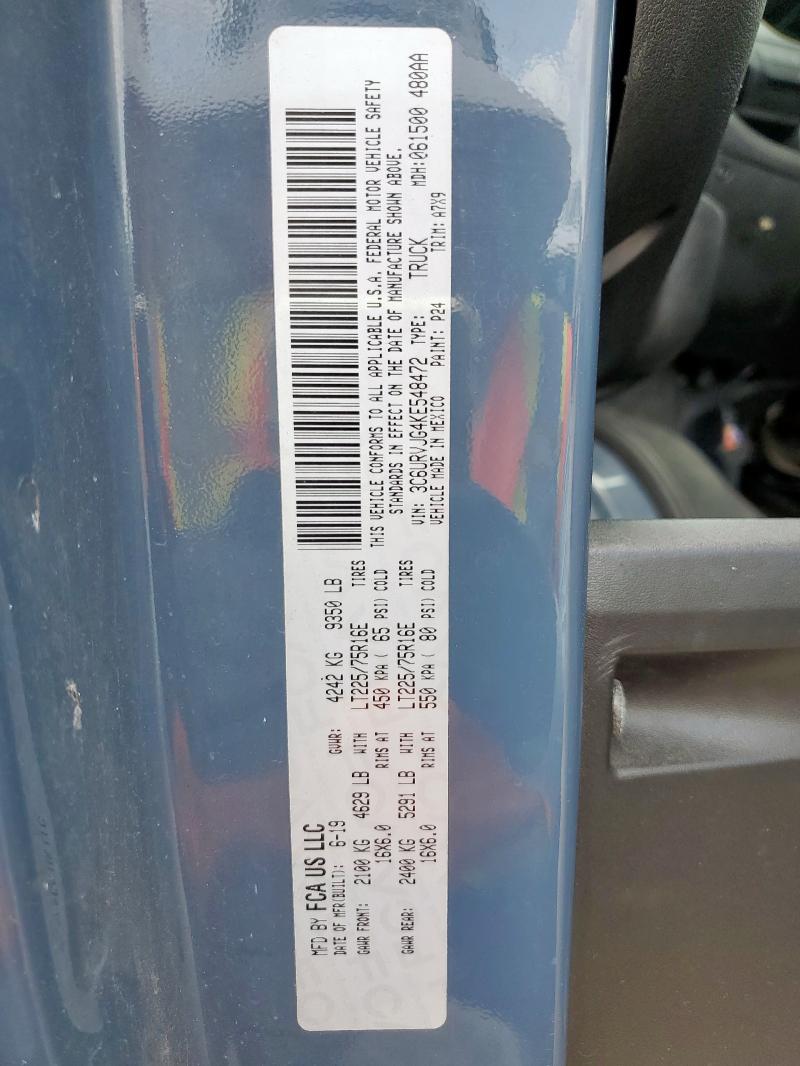 MFD BY FCA US LLC
DATE OF MFR(BUILT): 6-19 GVWR: 4242 KG 9350 LB
GAWR FRONT: 2100 KG 4629 LB WITH LT225/75R16E TIRES
16X6.0 RIMS AT 450 KPA ( 65 PSI) COLD
GAWR REAR: 2400 KG 5291 LB WITH LT225/75R16E TIRES
16X6.0 RIMS AT 550 KPA ( 80 PSI) COLD
THIS VEHICLE CONFORMS TO ALL APPLICABLE U.S.A. FEDERAL MOTOR VEHICLE SAFETY
STANDARDS IN EFFECT ON THE DATE OF MANUFACTURE SHOWN ABOVE.
VIN: 3C6URVJG4KE548472 TYPE: TRUCK MDH:061500 480AA
VEHICLE MADE IN MEXICO PAINT: P24 TRIM: A7X9